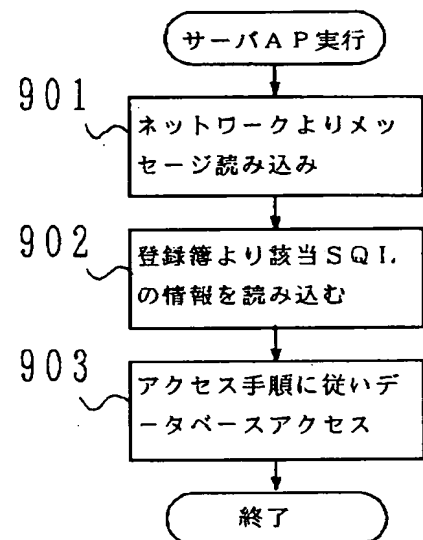 サーバAP実行
901
ネットワークよりメッ
セージ読み込み
902
登録簿より該当SQL
の情報を読み込む
903
アクセス手順に従いデ
ータベースアクセス
終了